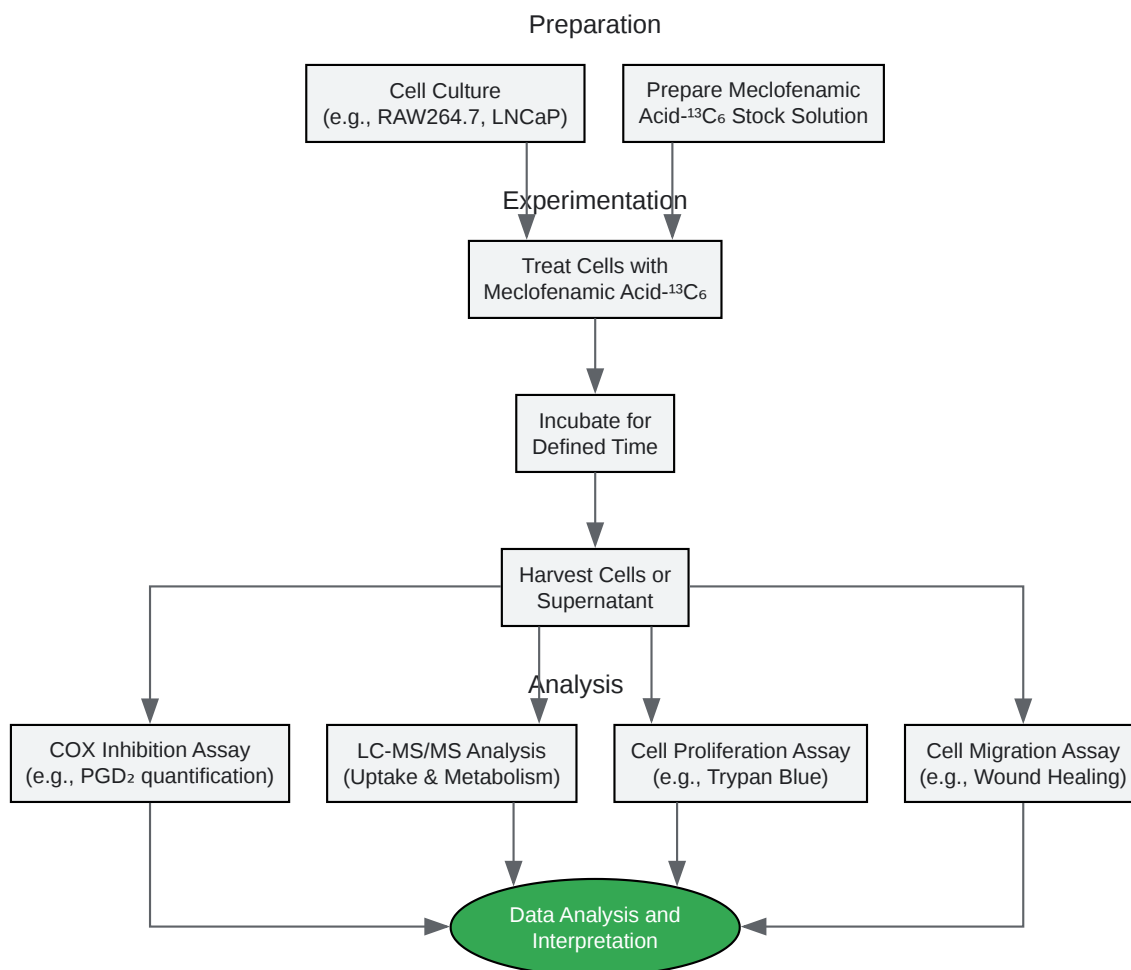 Preparation
Cell Culture
(e.g., RAW264.7, LNCaP)
Prepare Meclofenamic
Acid-¹³C₆ Stock Solution
Experimentation
Treat Cells with
Meclofenamic Acid-¹³C₆
Incubate for
Defined Time
Harvest Cells or
Supernatant
Analysis
COX Inhibition Assay
(e.g., PGD₂ quantification)
LC-MS/MS Analysis
(Uptake & Metabolism)
Cell Proliferation Assay
(e.g., Trypan Blue)
Cell Migration Assay
(e.g., Wound Healing)
Data Analysis and
Interpretation